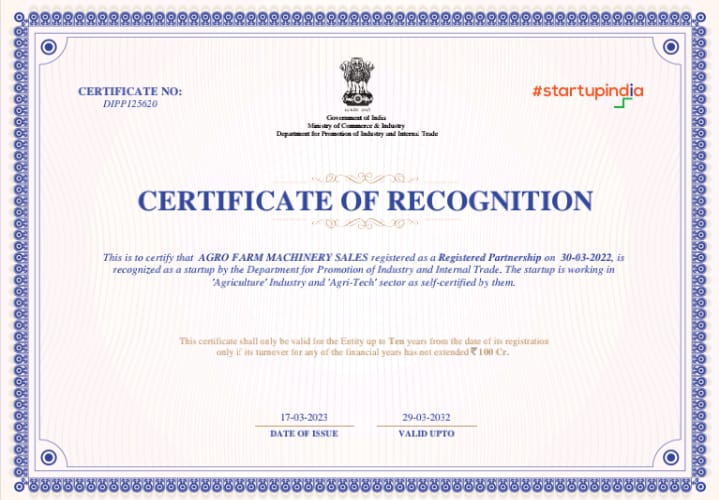 CERTIFICATE NO:
DIPP125620
#startupindia
Government of India
Ministry of Commerce & Industry
Department for Promotion of Industry and Internal Trade
CERTIFICATE OF RECOGNITION
This is to certify that AGRO FARM MACHINERY SALES registered as a Registered Partnership on 30-03-2022, is
recognized as a startup by the Department for Promotion of Industry and Internal Trade. The startup is working in
'Agriculture' Industry and 'Agri-Tech' sector as self-certified by them.
This certificate shall only be valid for the Entity up to Ten years from the date of its registration
only if its turnover for any of the financial years has not extended ₹ 100 Cr.
17-03-2023
29-03-2032
DATE OF ISSUE
VALID UPTO